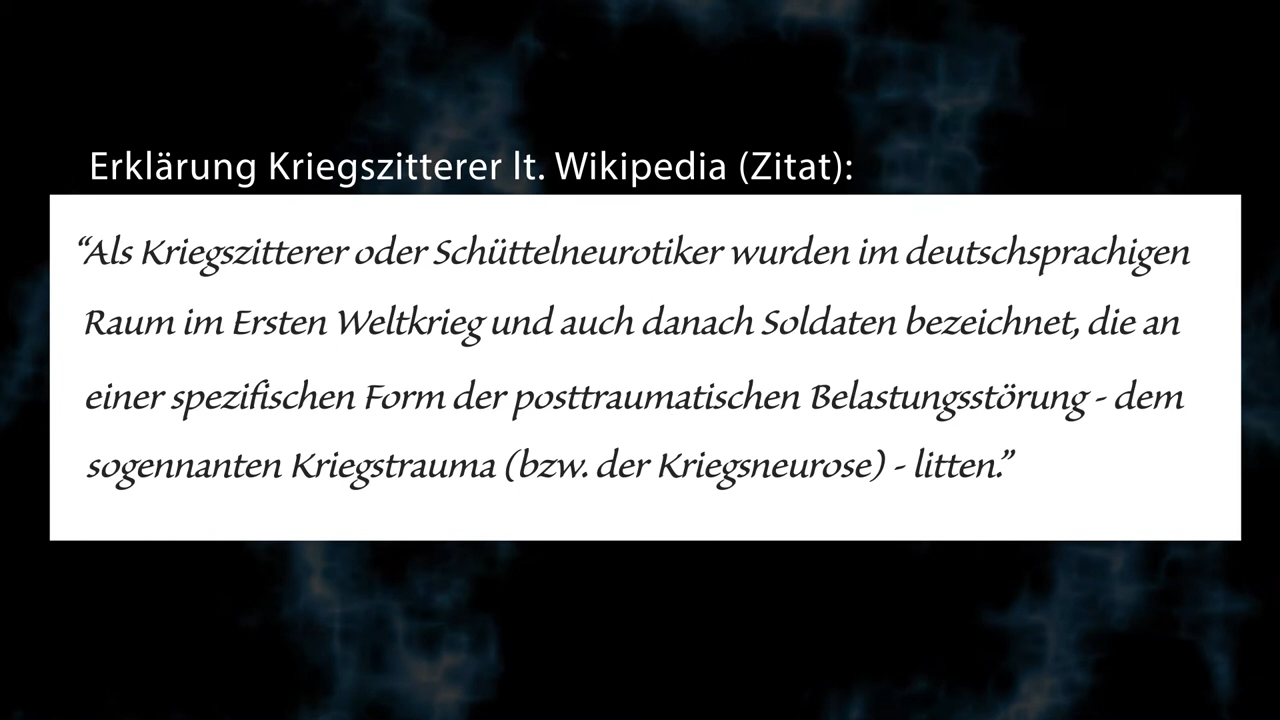 Erklärung Kriegszitterer lt. Wikipedia (Zitat):
“Als Kriegszitterer oder Schüttelneurotiker wurden im deutschsprachigen
Raum im Ersten Weltkrieg und auch danach Soldaten bezeichnet, die an
einer spezifischen Form der posttraumatischen Belastungsstörung - dem
sogennanten Kriegstrauma (bzw. der Kriegsneurose) - litten.”